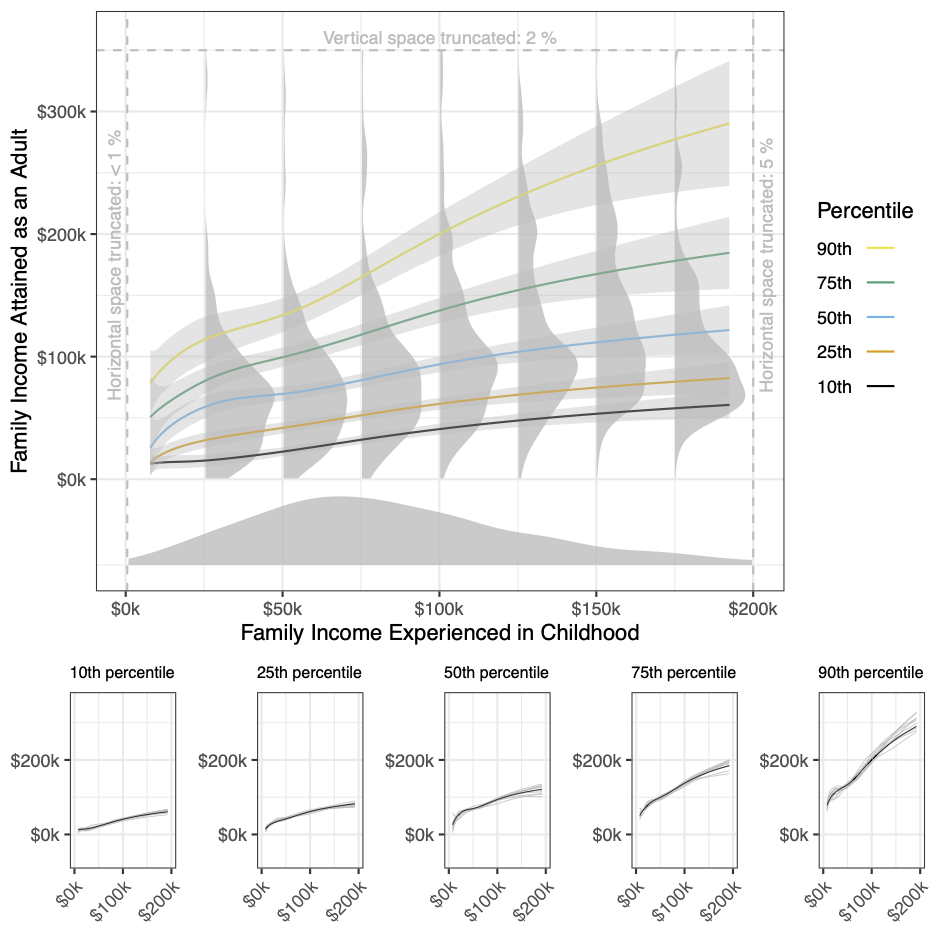 Vertical space truncated: 2 %
Horizontal space truncated: < 1 %
Horizontal space truncated: 5 %
Family Income Attained as an Adult
$300k
$200k
$100k
$0k
$0k $50k $100k $150k $200k
Family Income Experienced in Childhood
Percentile
90th
75th
50th
25th
10th
10th percentile
$200k
$0k
$0k $100k $200k
25th percentile
$200k
$0k
$0k $100k $200k
50th percentile
$200k
$0k
$0k $100k $200k
75th percentile
$200k
$0k
$0k $100k $200k
90th percentile
$200k
$0k
$0k $100k $200k